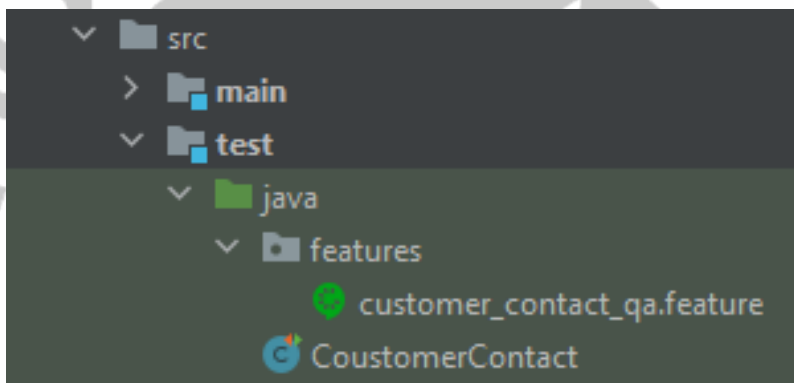 src
main
test
java
features
customer_contact_qa.feature
CoustomerContact